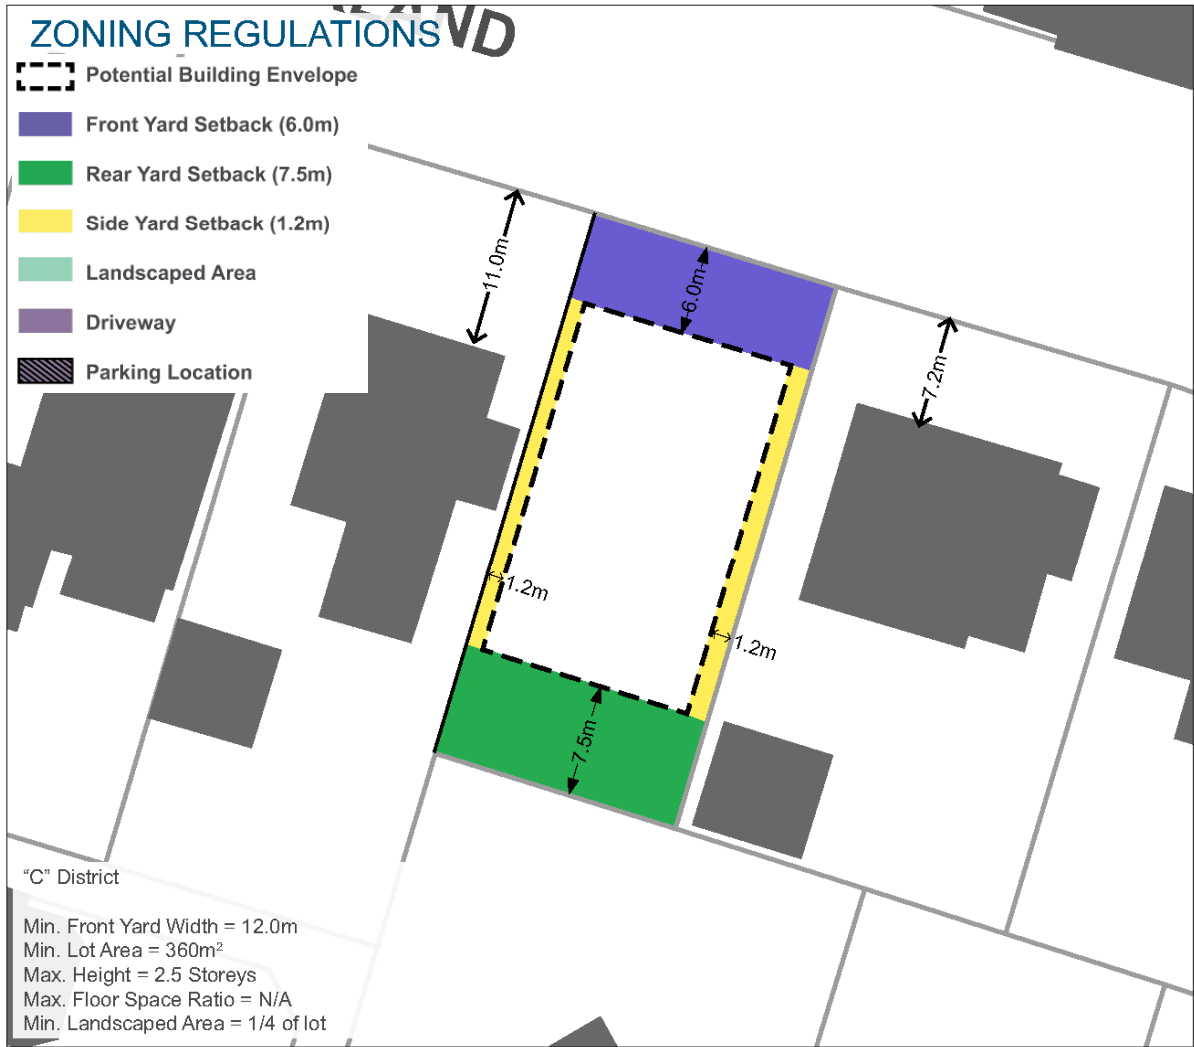 ZONING REGULATIONS
Potential Building Envelope
Front Yard Setback (6.0m)
Rear Yard Setback (7.5m)
Side Yard Setback (1.2m)
Landscaped Area
Driveway
Parking Location
11.0m
6.0m
7.2m
1.2m
1.2m
7.5m
“C” District
Min. Front Yard Width = 12.0m
Min. Lot Area = 360m²
Max. Height = 2.5 Storeys
Max. Floor Space Ratio = N/A
Min. Landscaped Area = 1/4 of lot